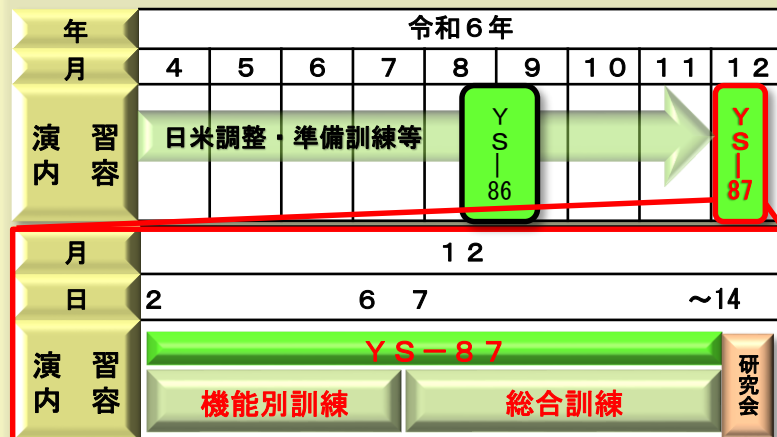 年 令和６年
月 ４ ５ ６ ７ ８ ９ １０ １１ １２
演習内容 日米調整・準備訓練等 ＹＳ―86 ＹＳ―87
月 １２
日 2 6 7 ～14
演習内容 ＹＳ－８７
機能別訓練 総合訓練 研究会